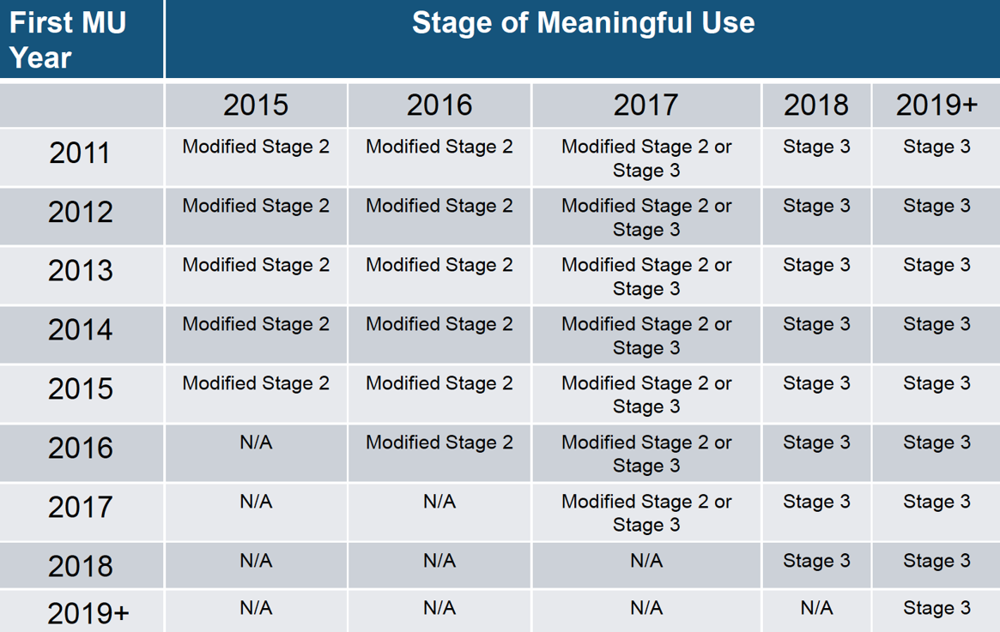 First MU Year Stage of Meaningful Use
2015 2016 2017 2018 2019+
2011 Modified Stage 2 Modified Stage 2 Modified Stage 2 or Stage 3 Stage 3 Stage 3
2012 Modified Stage 2 Modified Stage 2 Modified Stage 2 or Stage 3 Stage 3 Stage 3
2013 Modified Stage 2 Modified Stage 2 Modified Stage 2 or Stage 3 Stage 3 Stage 3
2014 Modified Stage 2 Modified Stage 2 Modified Stage 2 or Stage 3 Stage 3 Stage 3
2015 Modified Stage 2 Modified Stage 2 Modified Stage 2 or Stage 3 Stage 3 Stage 3
2016 N/A Modified Stage 2 Modified Stage 2 or Stage 3 Stage 3 Stage 3
2017 N/A N/A Modified Stage 2 or Stage 3 Stage 3 Stage 3
2018 N/A N/A N/A Stage 3 Stage 3
2019+ N/A N/A N/A N/A Stage 3